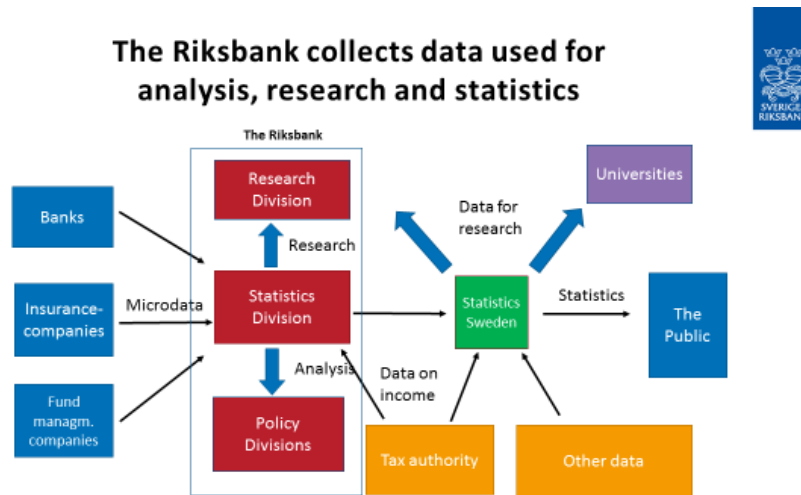 The Riksbank collects data used for
analysis, research and statistics
SVERIGES
RIKSBANK
The Riksbank
Research
Division
Universities
Banks
Data for
research
Research
Insurance-
companies
Microdata
Statistics
Division
Statistics
Sweden
Statistics
The
Public
Analysis
Data on
income
Fund
managm.
companies
Policy
Divisions
Tax authority
Other data